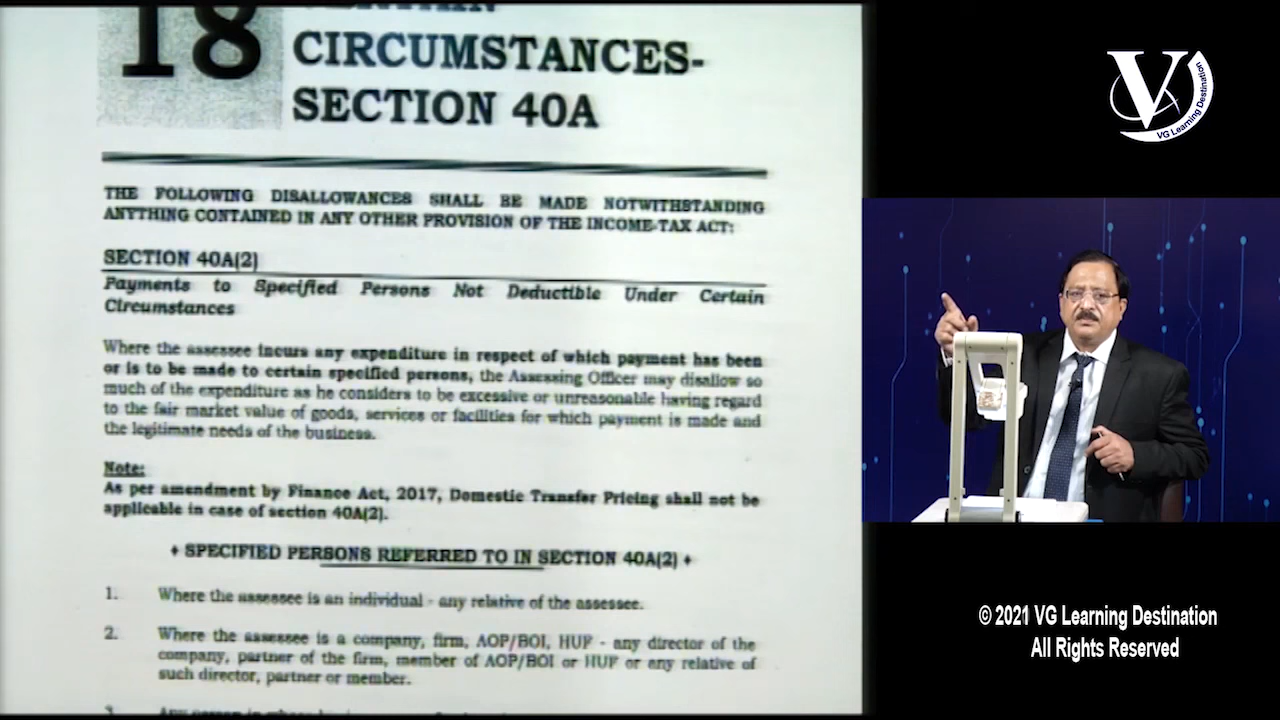 18
CIRCUMSTANCES-
SECTION 40A
THE FOLLOWING DISALLOWANCES SHALL BE MADE NOTWITHSTANDING
ANYTHING CONTAINED IN ANY OTHER PROVISION OF THE INCOME-TAX ACT:
SECTION 40A(2)
Payments to Specified Persons Not Deductible Under Certain
Circumstances
Where the assessee incurs any expenditure in respect of which payment has been
or is to be made to certain specified persons, the Assessing Officer may disallow so
much of the expenditure as he considers to be excessive or unreasonable having regard
to the fair market value of goods, services or facilities for which payment is made and
the legitimate needs of the business.
Note:
As per amendment by Finance Act, 2017, Domestic Transfer Pricing shall not be
applicable in case of section 40A(2).
♦ SPECIFIED PERSONS REFERRED TO IN SECTION 40A(2) ♦
1. Where the assessee is an individual - any relative of the assessee.
2. Where the assessee is a company, firm, AOP/BOI, HUF - any director of the
company, partner of the firm, member of AOP/BOI or HUF or any relative of
such director, partner or member.
V
VG Learning Destination
© 2021 VG Learning Destination
All Rights Reserved